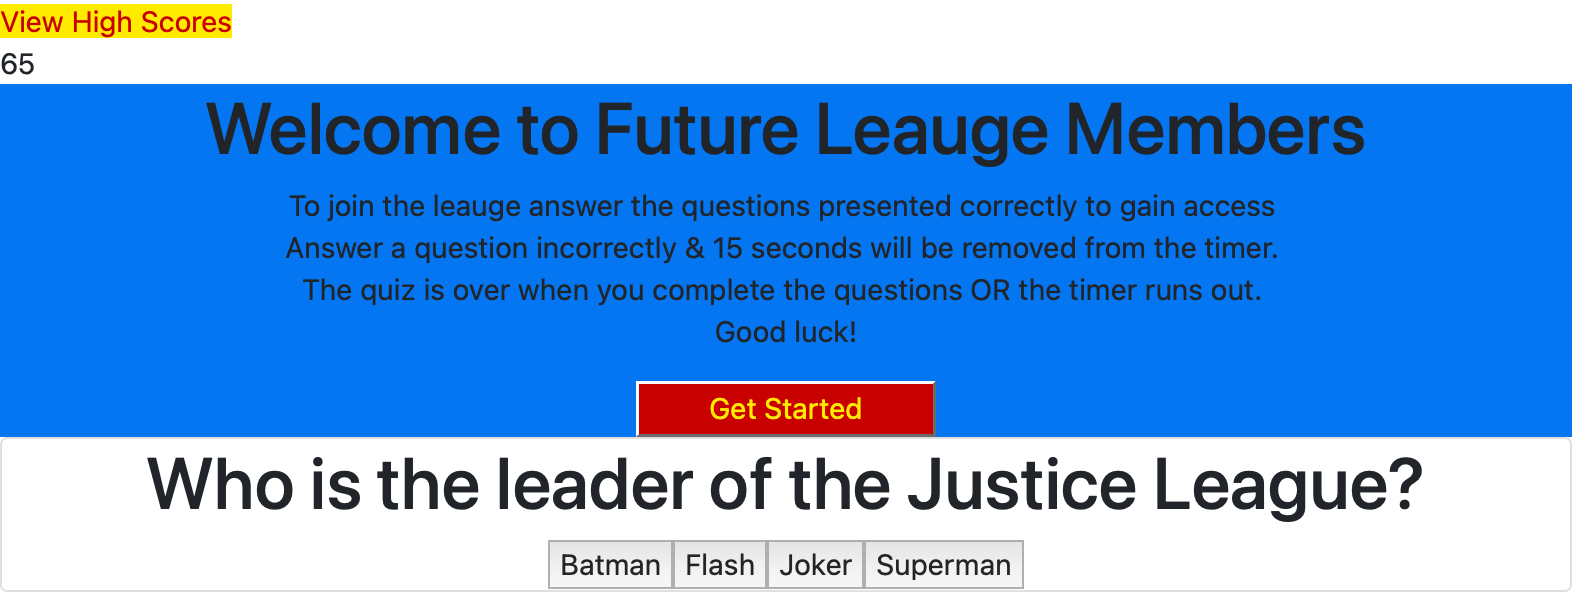 View High Scores
65
Welcome to Future Leauge Members
To join the leauge answer the questions presented correctly to gain access
Answer a question incorrectly & 15 seconds will be removed from the timer.
The quiz is over when you complete the questions OR the timer runs out.
Good luck!
Get Started
Who is the leader of the Justice League?
Batman Flash Joker Superman